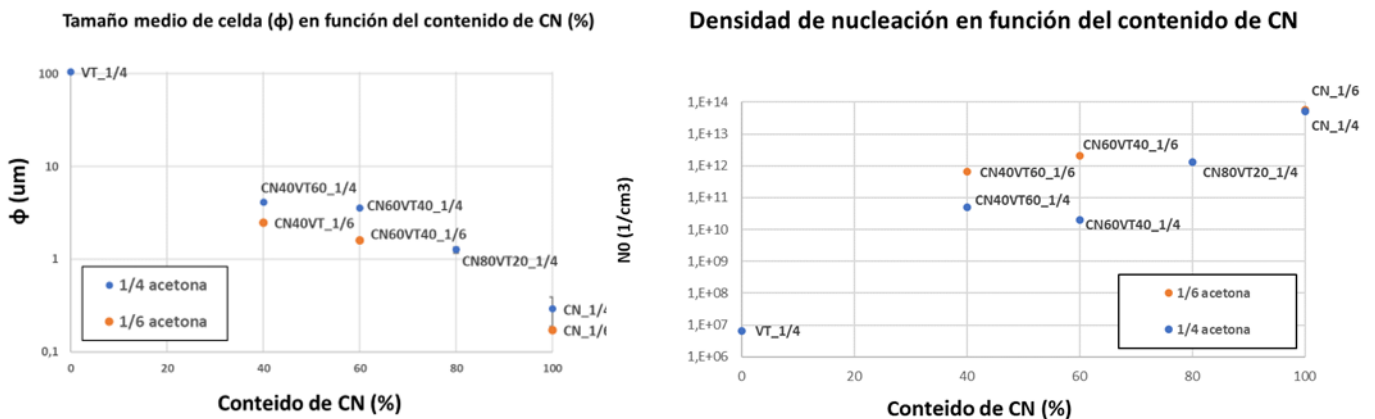 Tamaño medio de celda (ф) en función del contenido de CN (%)
100
10
1
0,1
ф (um)
VT_1/4
CN40VT60_1/4
CN40VT_1/6
CN60VT40_1/4
CN60VT40_1/6
CN80VT20_1/4
CN_1/4
CN_1/6
1/4 acetona
1/6 acetona
0
20
40
60
80
100
Conteido de CN (%)
Densidad de nucleación en función del contenido de CN
1,E+14
1,E+13
1,E+12
1,E+11
1,E+10
1,E+09
1,E+08
1,E+07
1,E+06
N0 (1/cm3)
CN_1/6
CN_1/4
CN60VT40_1/6
CN40VT60_1/6
CN80VT20_1/4
CN40VT60_1/4
CN60VT40_1/4
VT_1/4
1/6 acetona
1/4 acetona
0
20
40
60
80
100
Conteido de CN (%)